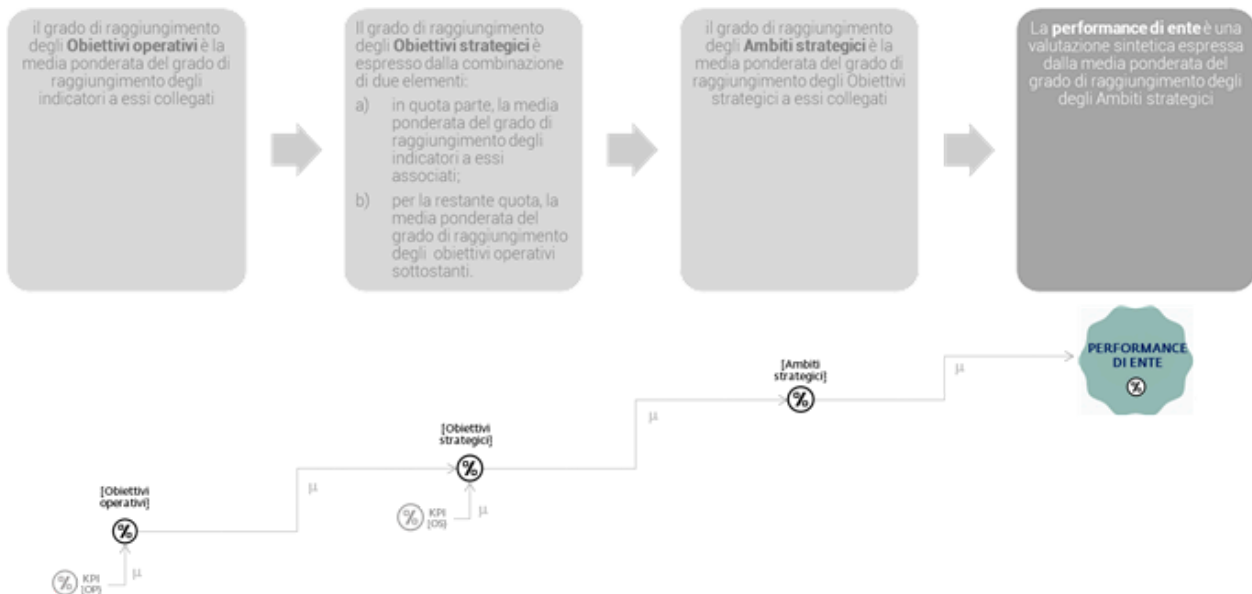 il grado di raggiungimento
degli Obiettivi operativi è la
media ponderata del grado di
raggiungimento degli
indicatori a essi collegati
Il grado di raggiungimento
degli Obiettivi strategici è
espresso dalla combinazione
di due elementi:
a) in quota parte, la media
ponderata del grado di
raggiungimento degli
indicatori a essi
associati;
b) per la restante quota, la
media ponderata del
grado di raggiungimento
degli obiettivi operativi
sottostanti.
il grado di raggiungimento
degli Ambiti strategici è la
media ponderata del grado di
raggiungimento degli Obiettivi
strategici a essi collegati
La performance di ente è una
valutazione sintetica espressa
dalla media ponderata del
grado di raggiungimento degli
degli Ambiti strategici
PERFORMANCE
DI ENTE
%
μ
[Ambiti
strategici]
%
μ
[Obiettivi
strategici]
%
μ
% KPI
[OS]
μ
[Obiettivi
operativi]
%
% KPI
[OP]
μ